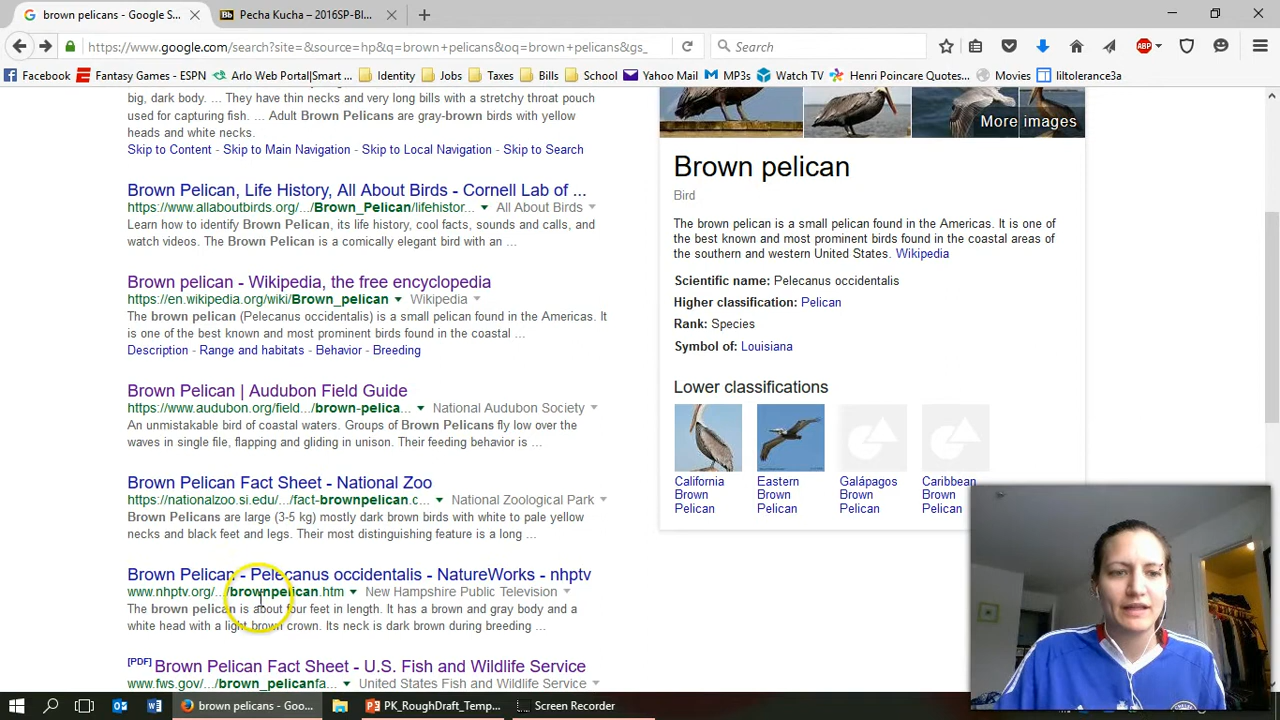 brown pelicans - Google S...
Pecha Kucha – 2016SP-Bl...
https://www.google.com/search?site=&source=hp&q=brown+pelicans&oq=brown+pelicans&gs_
Search
Facebook
Fantasy Games - ESPN
Arlo Web Portal|Smart ...
Identity
Jobs
Taxes
Bills
School
Yahoo Mail
MP3s
Watch TV
Henri Poincare Quotes...
Movies
liltolerance3a
big, dark body. ... They have thin necks and very long bills with a stretchy throat pouch
used for capturing fish. ... Adult Brown Pelicans are gray-brown birds with yellow
heads and white necks.
Skip to Content - Skip to Main Navigation - Skip to Local Navigation - Skip to Search
Brown Pelican, Life History, All About Birds - Cornell Lab of ...
https://www.allaboutbirds.org/.../Brown_Pelican/lifehistor... All About Birds
Learn how to identify Brown Pelican, its life history, cool facts, sounds and calls, and
watch videos. The Brown Pelican is a comically elegant bird with an ...
Brown pelican - Wikipedia, the free encyclopedia
https://en.wikipedia.org/wiki/Brown_pelican Wikipedia
The brown pelican (Pelecanus occidentalis) is a small pelican found in the Americas. It
is one of the best known and most prominent birds found in the coastal ...
Description - Range and habitats - Behavior - Breeding
Brown Pelican | Audubon Field Guide
https://www.audubon.org/field.../brown-pelica... National Audubon Society
An unmistakable bird of coastal waters. Groups of Brown Pelicans fly low over the
waves in single file, flapping and gliding in unison. Their feeding behavior is ...
Brown Pelican Fact Sheet - National Zoo
https://nationalzoo.si.edu/.../fact-brownpelican.c... National Zoological Park
Brown Pelicans are large (3-5 kg) mostly dark brown birds with white to pale yellow
necks and black feet and legs. Their most distinguishing feature is a long ...
Brown Pelican - Pelecanus occidentalis - NatureWorks - nhptv
www.nhptv.org/.../brownpelican.htm New Hampshire Public Television
The brown pelican is about four feet in length. It has a brown and gray body and a
white head with a light brown crown. Its neck is dark brown during breeding ...
[PDF] Brown Pelican Fact Sheet - U.S. Fish and Wildlife Service
www.fws.gov/.../brown_pelicanfa... United States Fish and Wildlife Service
More images
Brown pelican
Bird
The brown pelican is a small pelican found in the Americas. It is one of
the best known and most prominent birds found in the coastal areas of
the southern and western United States. Wikipedia
Scientific name: Pelecanus occidentalis
Higher classification: Pelican
Rank: Species
Symbol of: Louisiana
Lower classifications
California Brown Pelican
Eastern Brown Pelican
Galápagos Brown Pelican
Caribbean Brown Pelican
brown pelicans - Goo...
PK_RoughDraft_Temp...
Screen Recorder